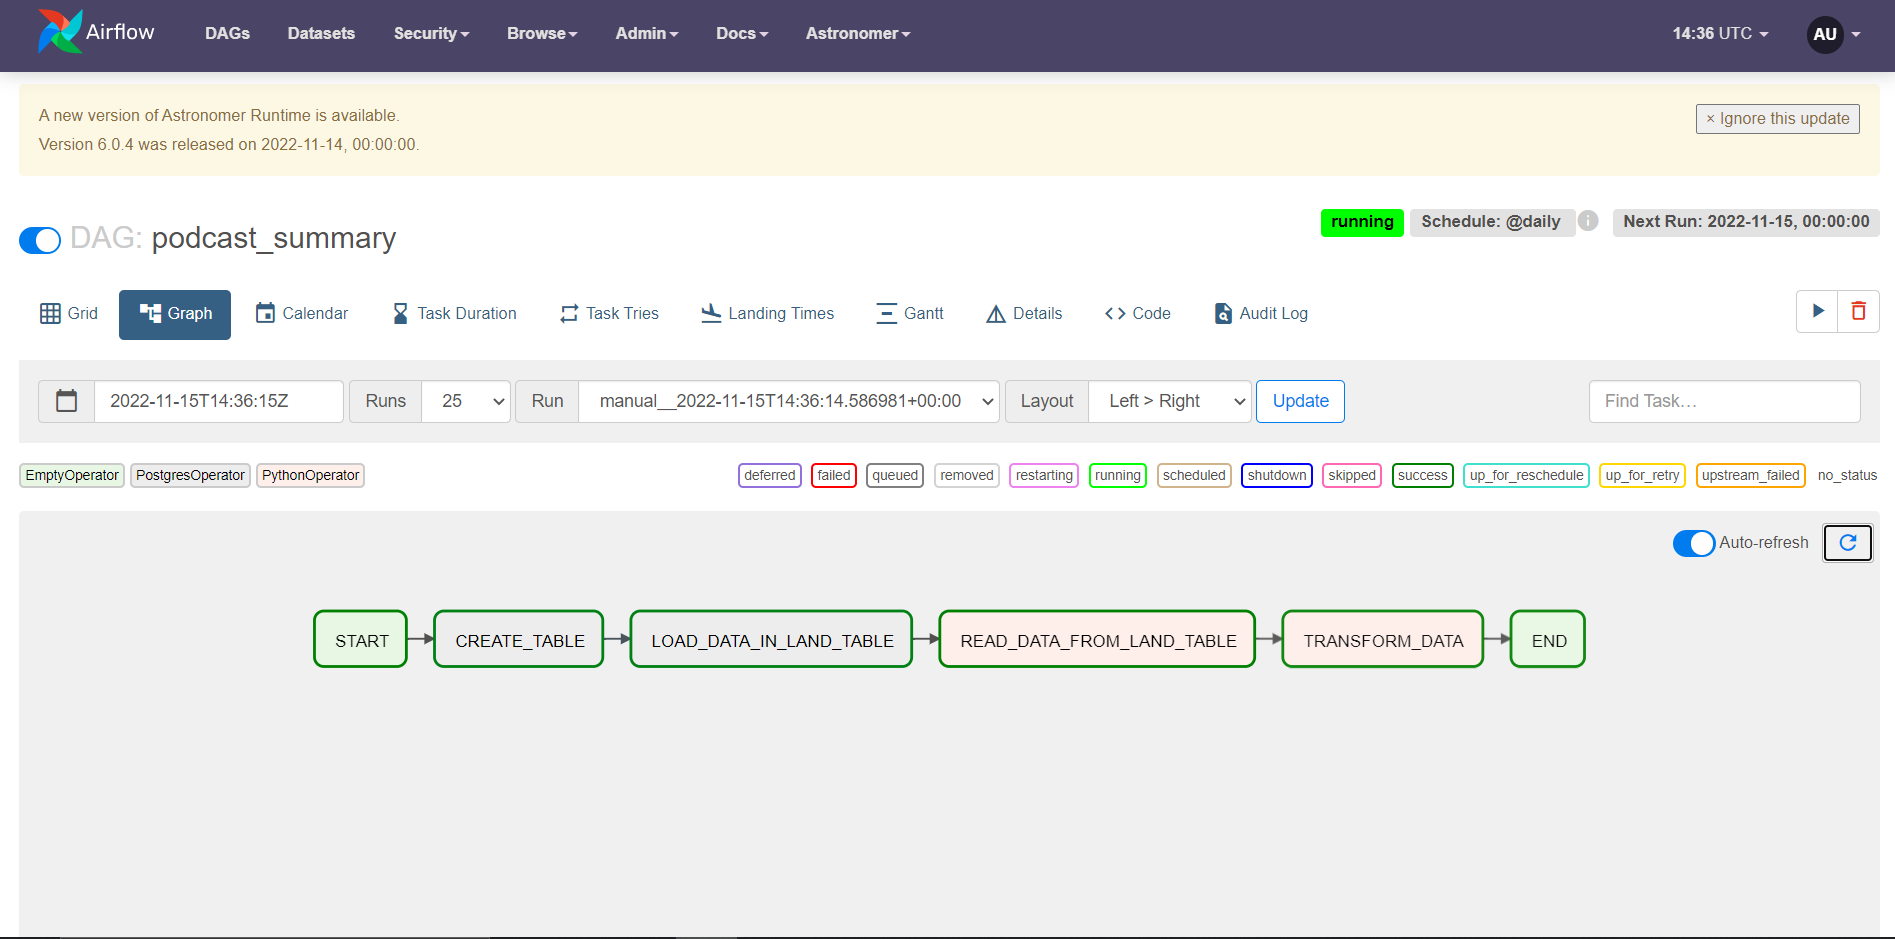 Airflow DAGs Datasets Security Browse Admin Docs Astronomer 14:36 UTC AU
A new version of Astronomer Runtime is available.
Version 6.0.4 was released on 2022-11-14, 00:00:00.
× Ignore this update
DAG: podcast_summary
running Schedule: @daily i Next Run: 2022-11-15, 00:00:00
Grid Graph Calendar Task Duration Task Tries Landing Times Gantt Details Code Audit Log
2022-11-15T14:36:15Z Runs 25 Run manual__2022-11-15T14:36:14.586981+00:00 Layout Left > Right Update Find Task…
EmptyOperator PostgresOperator PythonOperator deferred failed queued removed restarting running scheduled shutdown skipped success up_for_reschedule up_for_retry upstream_failed no_status
Auto-refresh
START CREATE_TABLE LOAD_DATA_IN_LAND_TABLE READ_DATA_FROM_LAND_TABLE TRANSFORM_DATA END